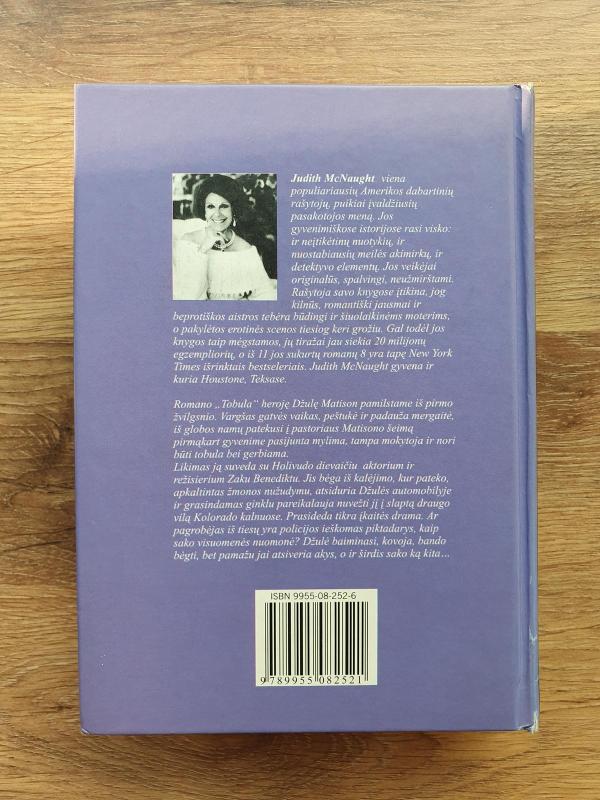 Judith McNaught viena
populiariausių Amerikos dabartinių
rašytojų, puikiai įvaldžiusių
pasakotojos meną. Jos
gyvenimiškose istorijose rasi visko:
ir neįtikėtinų nuotykių, ir
nuostabiausių meilės akimirkų, ir
detektyvo elementų. Jos veikėjai
originalūs, spalvingi, neužmirštami.
Rašytoja savo knygose įtikina, jog
kilnūs, romantiški jausmai ir
beprotiškos aistros tebėra būdingi ir šiuolaikinėms moterims,
o pakylėtos erotinės scenos tiesiog keri grožiu. Gal todėl jos
knygos taip mėgstamos, jų tiražai jau siekia 20 milijonų
egzempliorių, o iš 11 jos sukurtų romanų 8 yra tapę New York
Times išrinktais bestseleriais. Judith McNaught gyvena ir
kuria Houstone, Teksase.
Romano „Tobula“ heroję Džulę Matison pamilstame iš pirmo
žvilgsnio. Vargšas gatvės vaikas, peštukė ir padauža mergaitė,
iš globos namų patekusi į pastoriaus Matisono šeimą
pirmąkart gyvenime pasijunta mylima, tampa mokytoja ir nori
būti tobula bei gerbiama.
Likimas ją suveda su Holivudo dievaičiu aktorium ir
režisierium Zaku Benediktu. Jis bėga iš kalėjimo, kur pateko,
apkaltintas žmonos nužudymu, atsiduria Džulės automobilyje
ir grasindamas ginklu pareikalauja nuvežti jį į slaptą draugo
vilą Kolorado kalnuose. Prasideda tikra įkaitės drama. Ar
pagrobėjas iš tiesų yra policijos ieškomas piktadarys, kaip
sako visuomenės nuomonė? Džulė baiminasi, kovoja, bando
bėgti, bet pamažu jai atsiveria akys, o ir širdis sako ką kita…
ISBN 9955-08-252-6
9 789955 082521